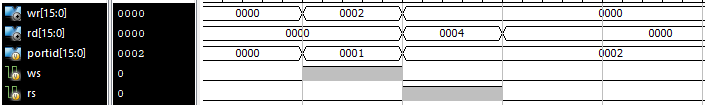 wr[15:0] 0000 0000 0002 0000
rd[15:0] 0000 0000 0004 0000
portid[15:0] 0002 0000 0001 0002
ws 0
rs 0